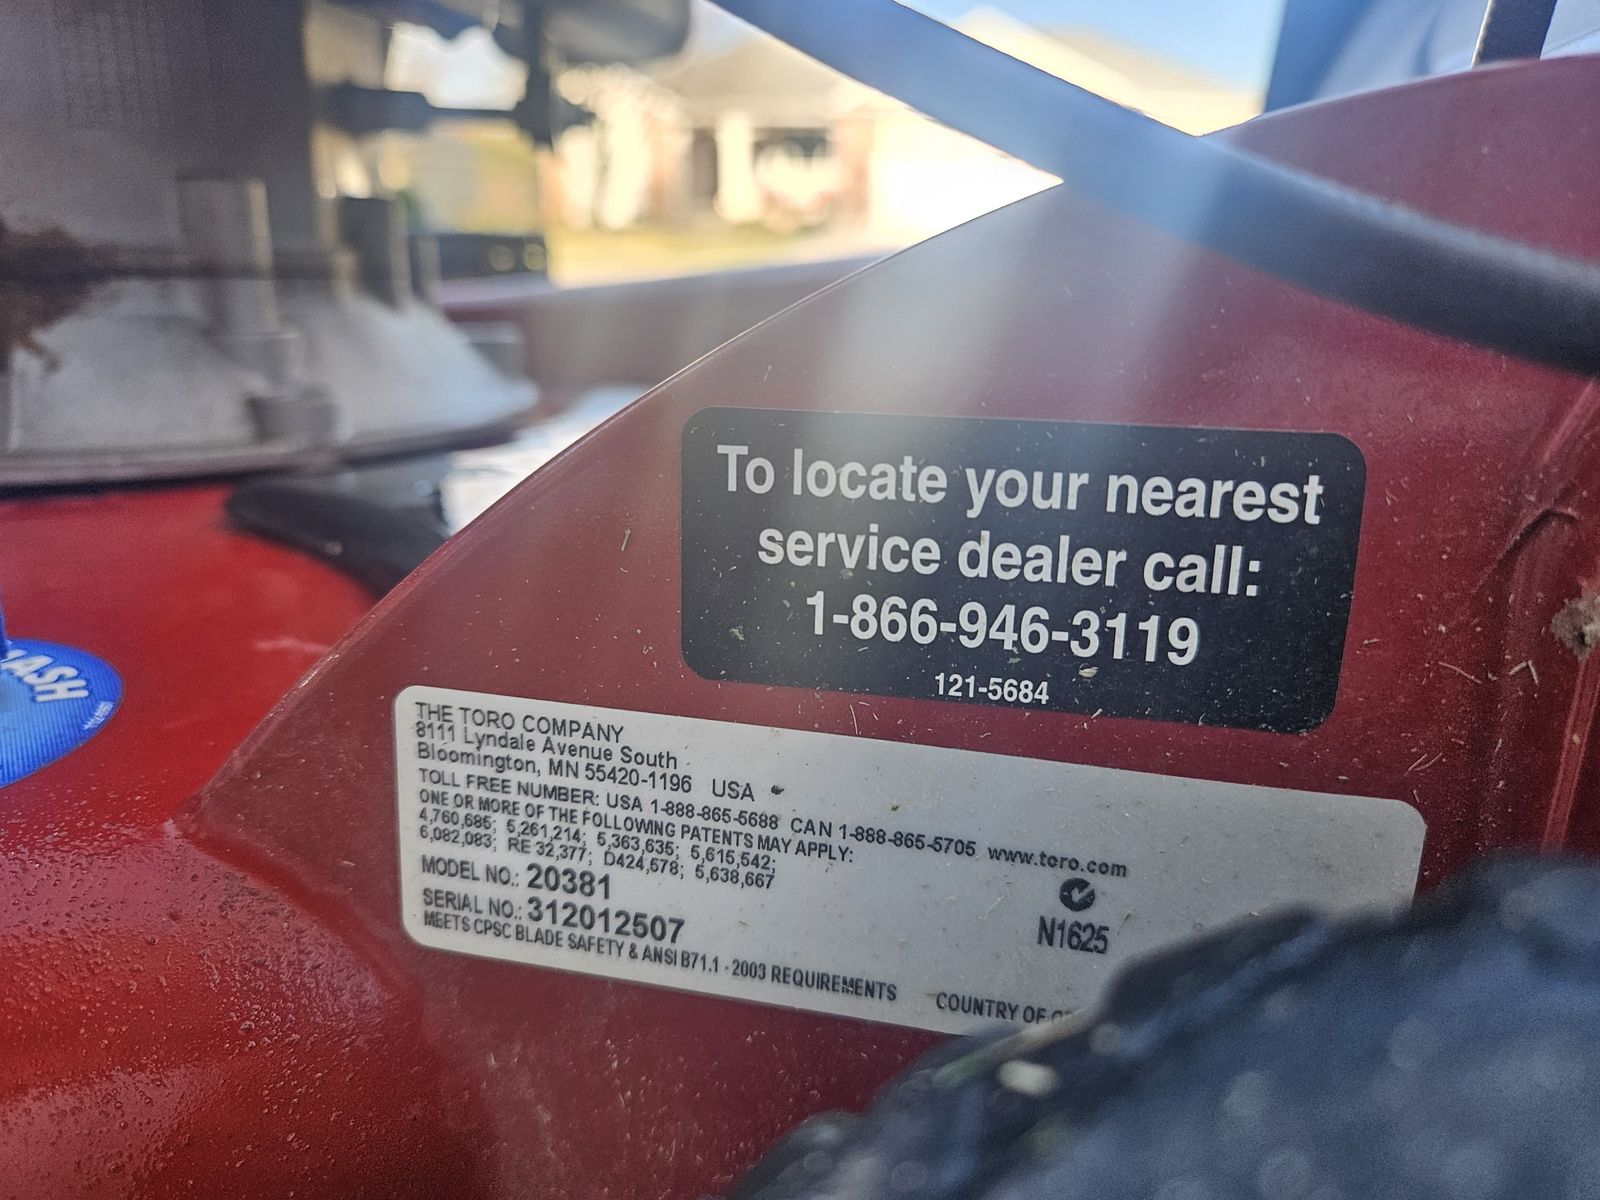 To locate your nearest
service dealer call:
1-866-946-3119
121-5684
THE TORO COMPANY
8111 Lyndale Avenue South
Bloomington, MN 55420-1196 USA
TOLL FREE NUMBER: USA 1-888-865-5688 CAN 1-888-865-5705 www.toro.com
ONE OR MORE OF THE FOLLOWING PATENTS MAY APPLY:
4,760,685; 5,261,214; 5,363,635; 5,615,542;
6,082,083; RE 32,377; D424,578; 5,638,667
MODEL NO.: 20381
SERIAL NO.: 312012507
N1625
MEETS CPSC BLADE SAFETY & ANSI B71.1 - 2003 REQUIREMENTS
COUNTRY OF